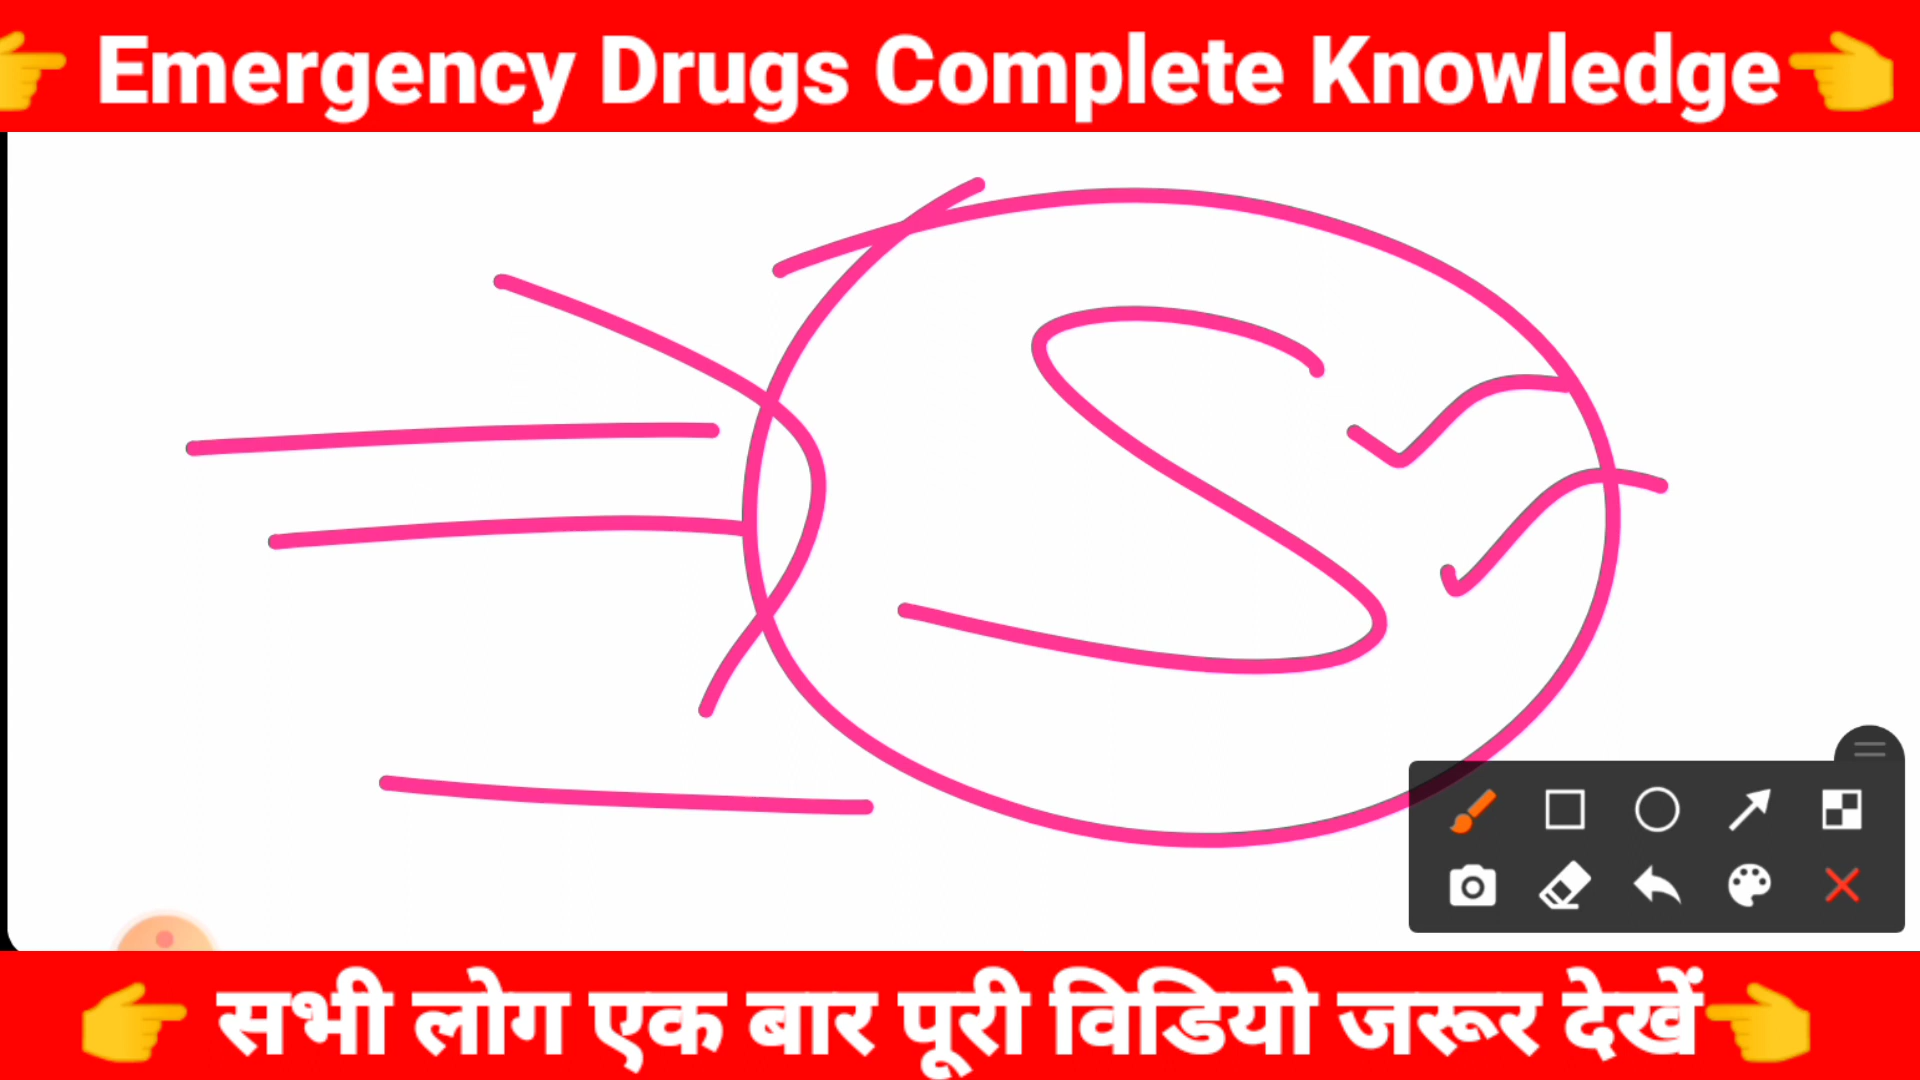 👉 Emergency Drugs Complete Knowledge 👈
S
👉 सभी लोग एक बार पूरी विडियो जरूर देखें 👈